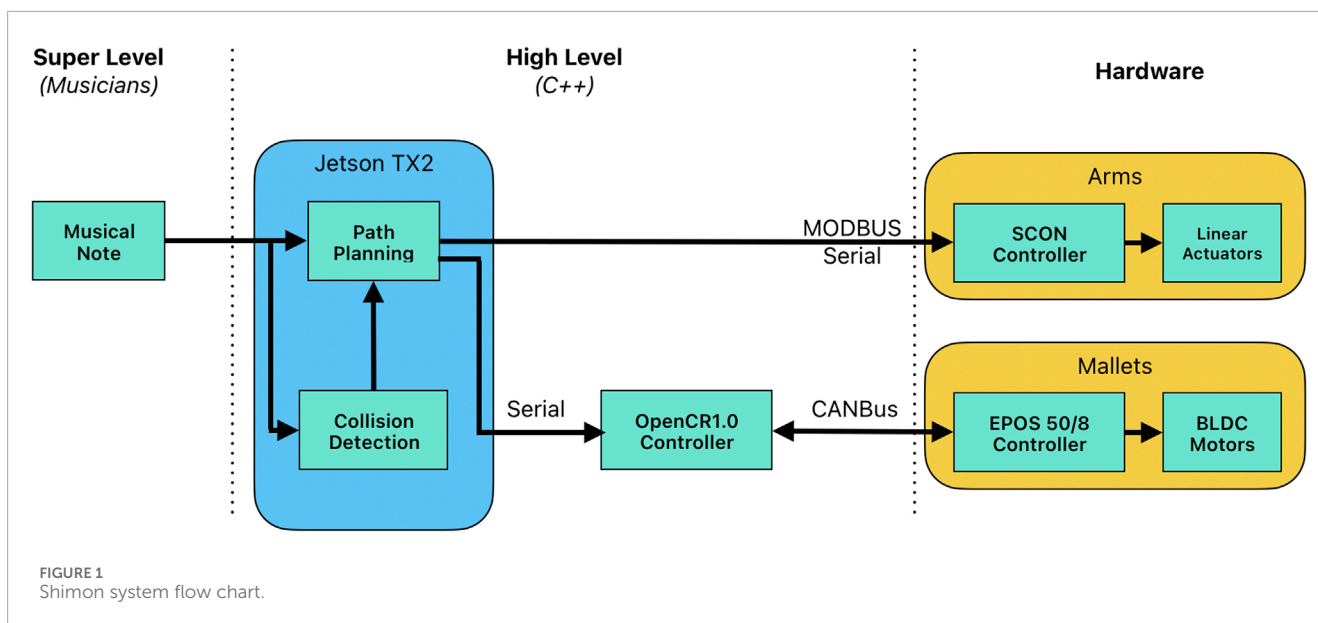 Super Level
(Musicians)
High Level
(C++)
Hardware
Jetson TX2
Arms
Musical
Note
Path
Planning
MODBUS
Serial
SCON
Controller
Linear
Actuators
Mallets
Collision
Detection
Serial
OpenCR1.0
Controller
CANBus
EPOS 50/8
Controller
BLDC
Motors
FIGURE 1
Shimon system flow chart.